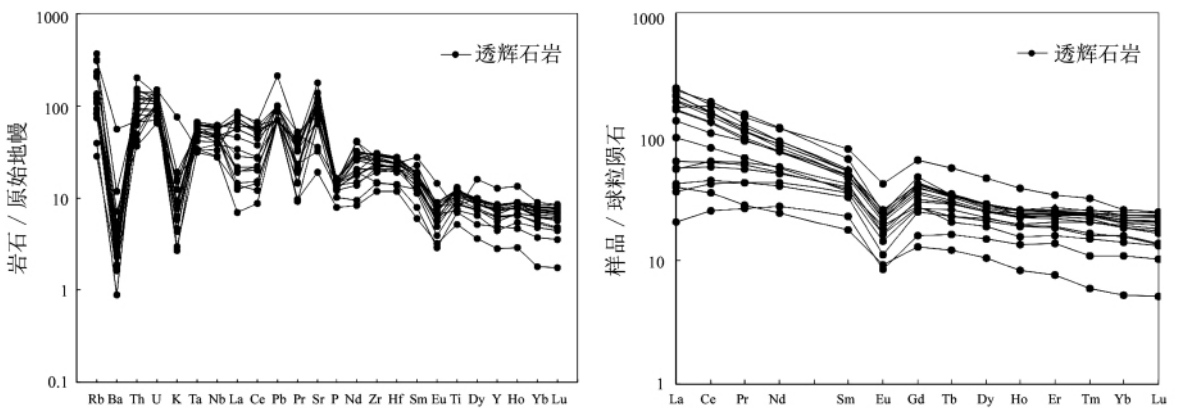 1000
100
10
1
0.1
岩石 / 原始地幔
透辉石岩
Rb Ba Th U K Ta Nb La Ce Pb Pr Sr P Nd Zr Hf Sm Eu Ti Dy Y Ho Yb Lu
1000
100
10
1
样品 / 球粒陨石
透辉石岩
La Ce Pr Nd Sm Eu Gd Tb Dy Ho Er Tm Yb Lu